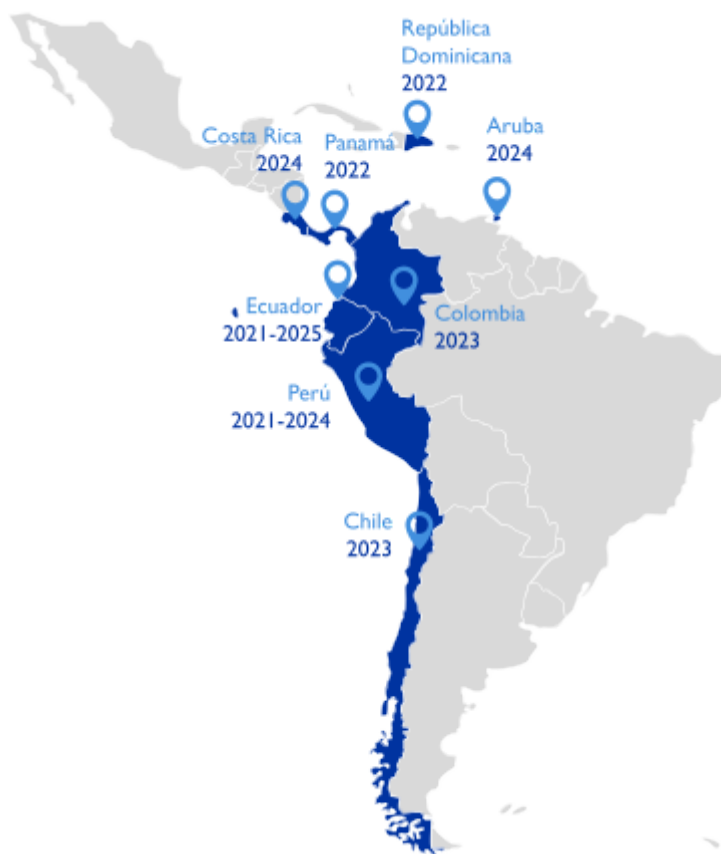 República
Dominicana
2022
Costa Rica
2024
Panamá
2022
Aruba
2024
Ecuador
2021-2025
Colombia
2023
Perú
2021-2024
Chile
2023